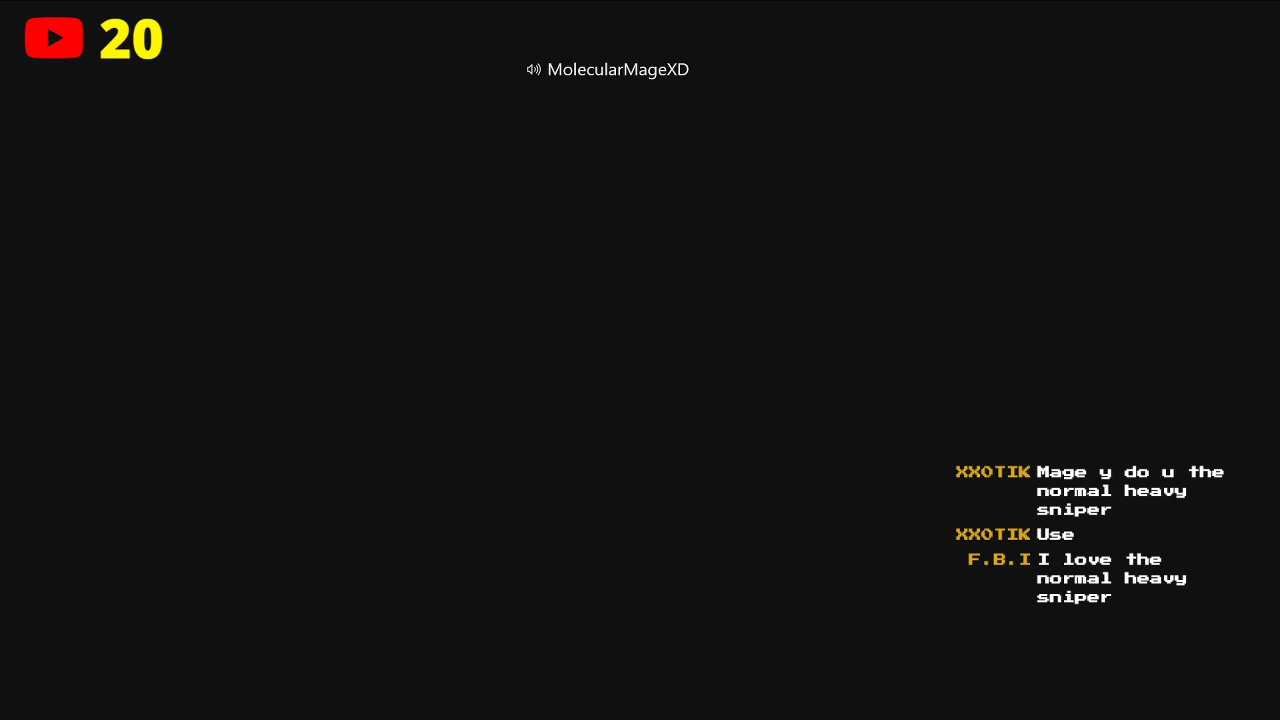 20
MolecularMageXD
XXOTIK Mage y do u the
normal heavy
sniper
XXOTIK Use
F.B.I I love the
normal heavy
sniper